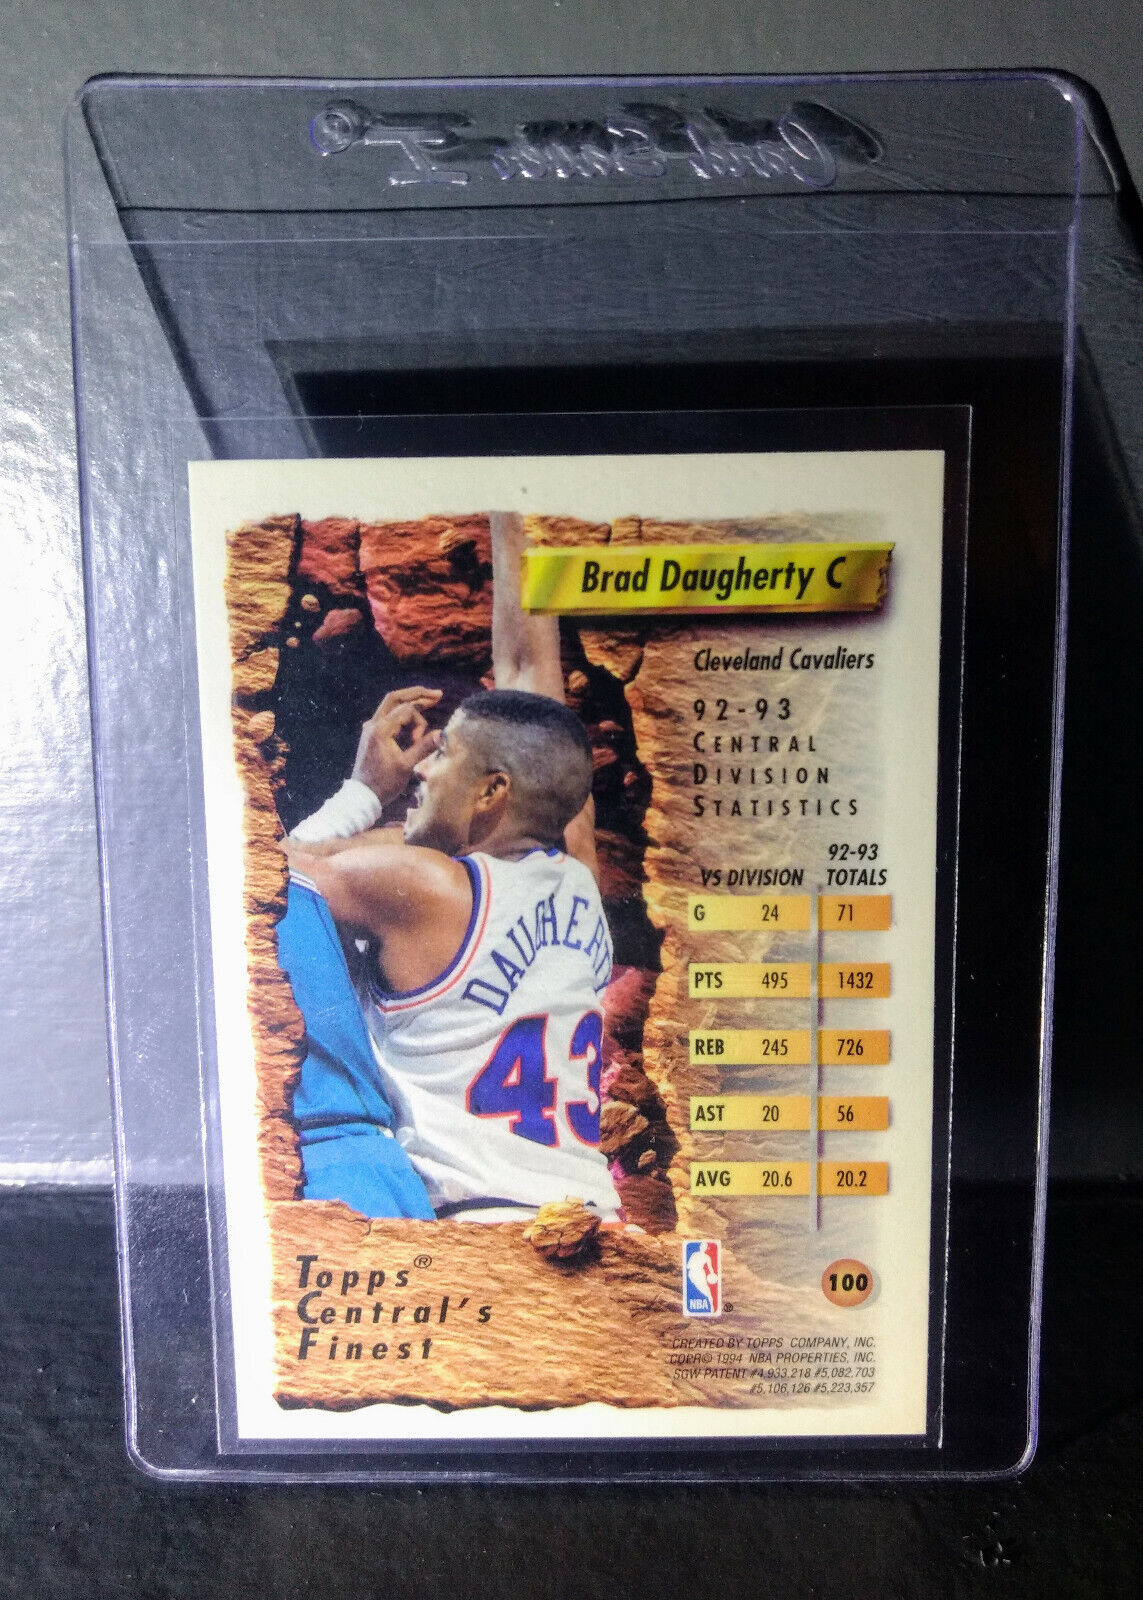 Card Saver I®
Brad Daugherty C
Cleveland Cavaliers
92-93
CENTRAL
DIVISION
STATISTICS
92-93
VS DIVISION TOTALS
G 24 71
PTS 495 1432
REB 245 726
AST 20 56
AVG 20.6 20.2
DAUGHERTY
43
Topps®
Central's
Finest
NBA ®
100
CREATED BY TOPPS COMPANY, INC.
COPR© 1994 NBA PROPERTIES, INC.
SGW PATENT #4,933,218 #5,082,703
#5,106,126 #5,223,357